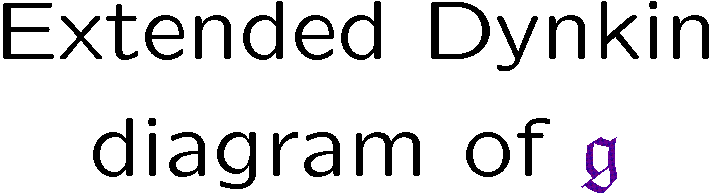 Extended Dynkin
diagram of 𝔤